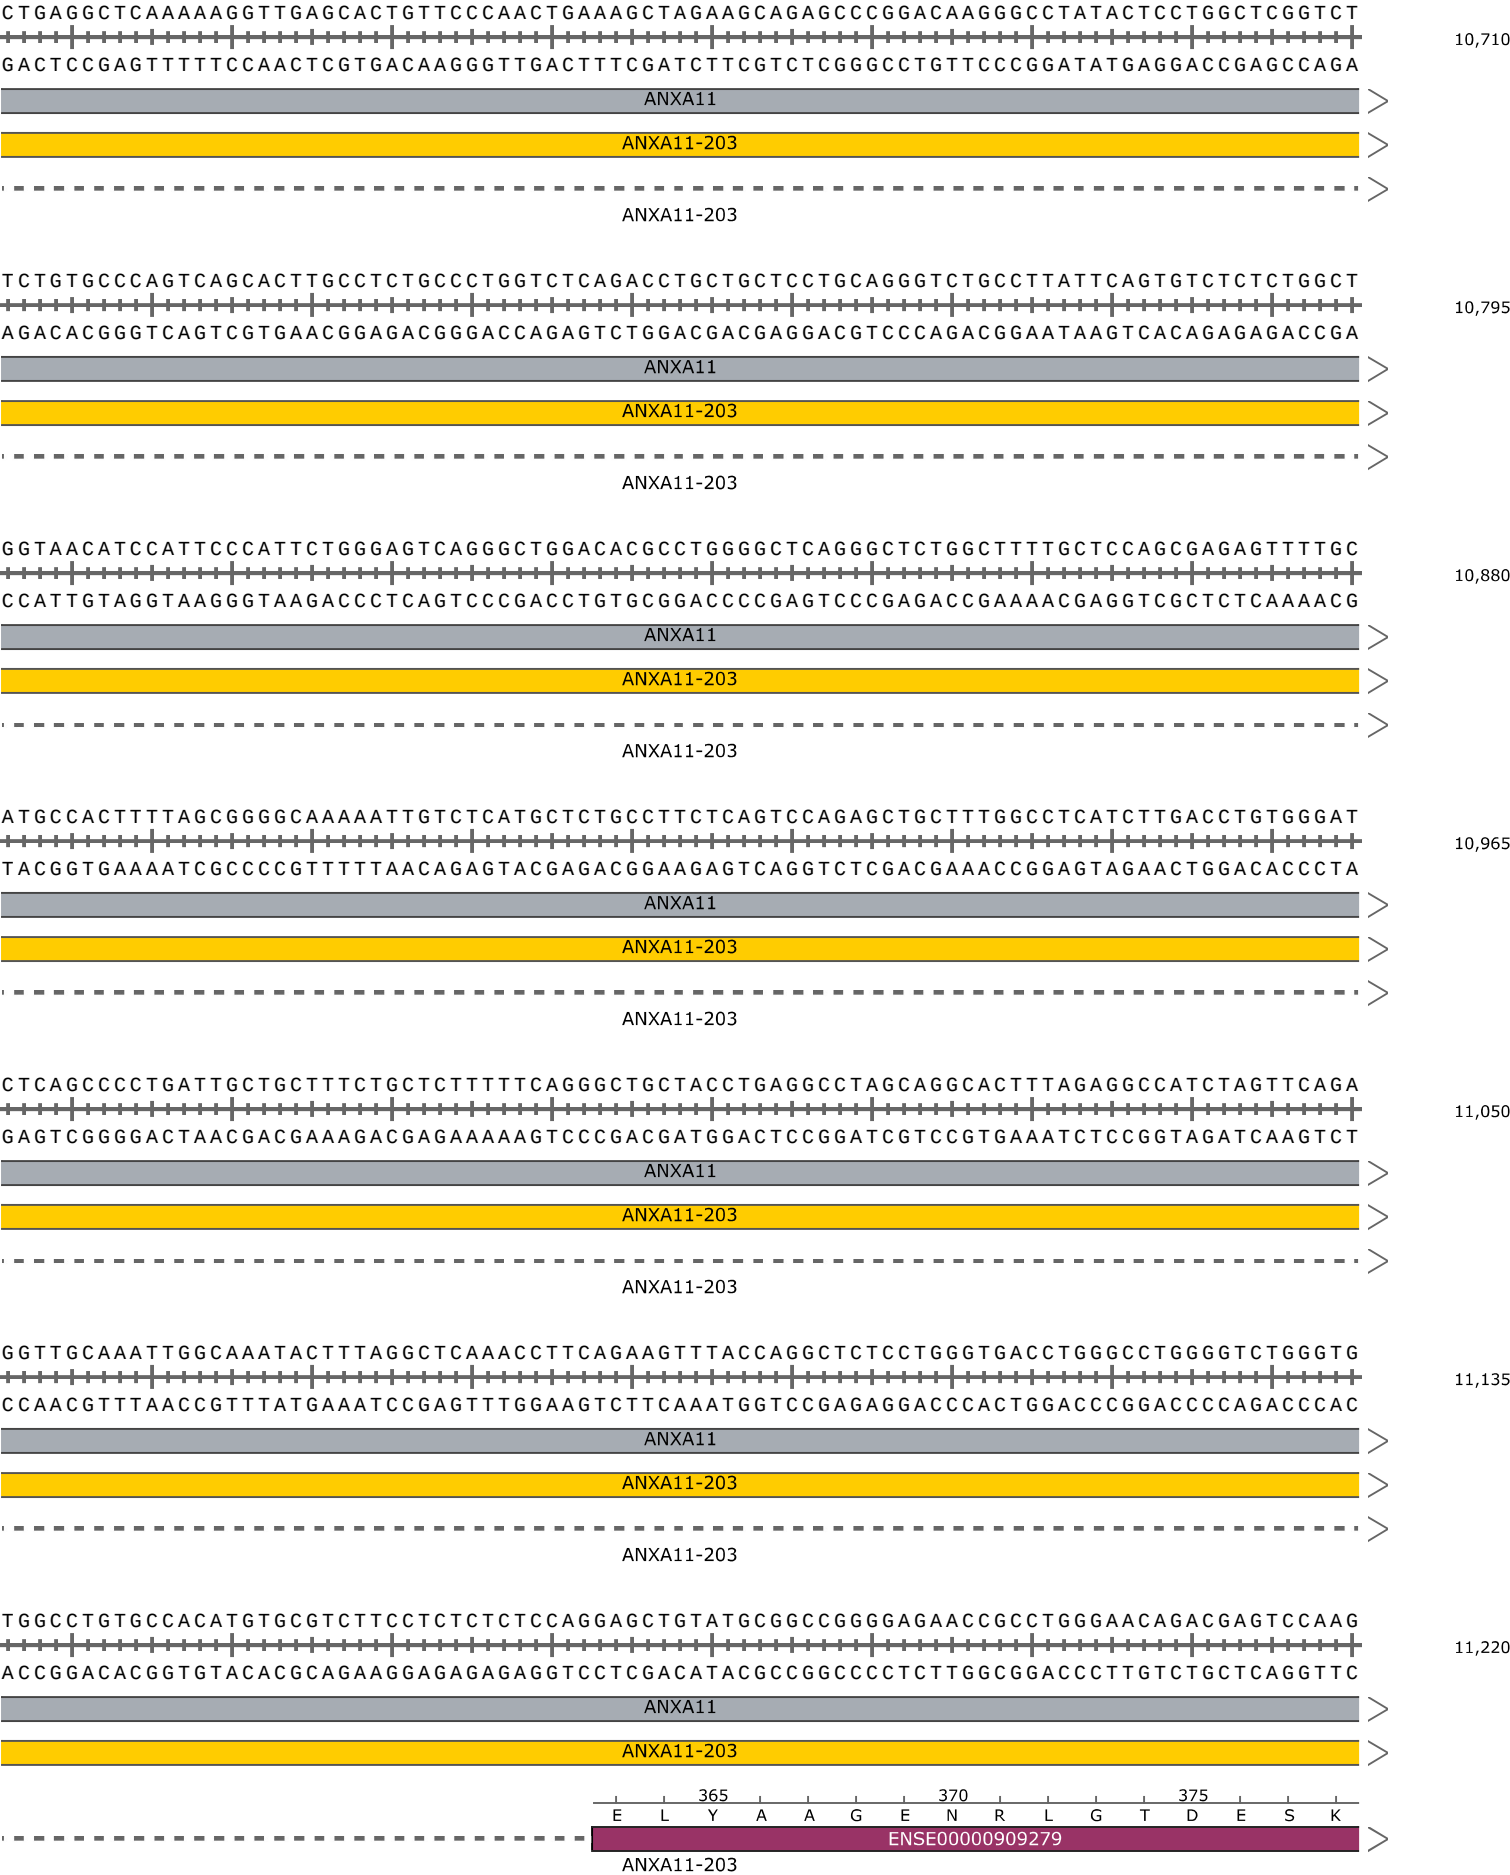 CTGAGGCTCAAAAAGGTTGAGCACTGTTCCCAACTGAAAGCTAGAAGCAGAGCCCGGACAAGGGCCTATACTCCTGGCTCGGTCT
10,710
GACTCCGAGTTTTTCCAACTCGTGACAAGGGTTGACTTTCGATCTTCGTCTCGGGCCTGTTCCCGGATATGAGGACCGAGCCAGA
ANXA11
ANXA11-203
ANXA11-203
TCTGTGCCCAGTCAGCACTTGCCTCTGCCCTGGTCTCAGACCTGCTGCTCCTGCAGGGTCTGCCTTATTCAGTGTCTCTCTGGCT
10,795
AGACACGGGTCAGTCGTGAACGGAGACGGGACCAGAGTCTGGACGACGAGGACGTCCCAGACGGAATAAGTCACAGAGAGACCGA
ANXA11
ANXA11-203
ANXA11-203
GGTAACATCCATTCCCATTCTGGGAGTCAGGGCTGGACACGCCTGGGGCTCAGGGCTCTGGCTTTTGCTCCAGCGAGAGTTTTGC
10,880
CCATTGTAGGTAAGGGTAAGACCCTCAGTCCCGACCTGTGCGGACCCCGAGTCCCGAGACCGAAAACGAGGTCGCTCTCAAAACG
ANXA11
ANXA11-203
ANXA11-203
ATGCCACTTTTAGCGGGGCAAAAATTGTCTCATGCTCTGCCTTCTCAGTCCAGAGCTGCTTTGGCCTCATCTTGACCTGTGGGAT
10,965
TACGGTGAAAATCGCCCCGTTTTTAACAGAGTACGAGACGGAAGAGTCAGGTCTCGACGAAACCGGAGTAGAACTGGACACCCTA
ANXA11
ANXA11-203
ANXA11-203
CTCAGCCCCTGATTGCTGCTTTCTGCTCTTTTTCAGGGCTGCTACCTGAGGCCTAGCAGGCACTTTAGAGGCCATCTAGTTCAGA
11,050
GAGTCGGGGACTAACGACGAAAGACGAGAAAAAGTCCCGACGATGGACTCCGGATCGTCCGTGAAATCTCCGGTAGATCAAGTCT
ANXA11
ANXA11-203
ANXA11-203
GGTTGCAAATTGGCAAATACTTTAGGCTCAAACCTTCAGAAGTTTACCAGGCTCTCCTGGGTGACCTGGGCCTGGGGTCTGGGTG
11,135
CCAACGTTTAACCGTTTATGAAATCCGAGTTTGGAAGTCTTCAAATGGTCCGAGAGGACCCACTGGACCCGGACCCCAGACCCAC
ANXA11
ANXA11-203
ANXA11-203
TGGCCTGTGCCACATGTGCGTCTTCCTCTCTCTCCAGGAGCTGTATGCGGCCGGGGAGAACCGCCTGGGAACAGACGAGTCCAAG
11,220
ACCGGACACGGTGTACACGCAGAAGGAGAGAGAGGTCCTCGACATACGCCGGCCCCTCTTGGCGGACCCTTGTCTGCTCAGGTTC
ANXA11
ANXA11-203
365 370 375
E L Y A A G E N R L G T D E S K
ENSE00000909279
ANXA11-203